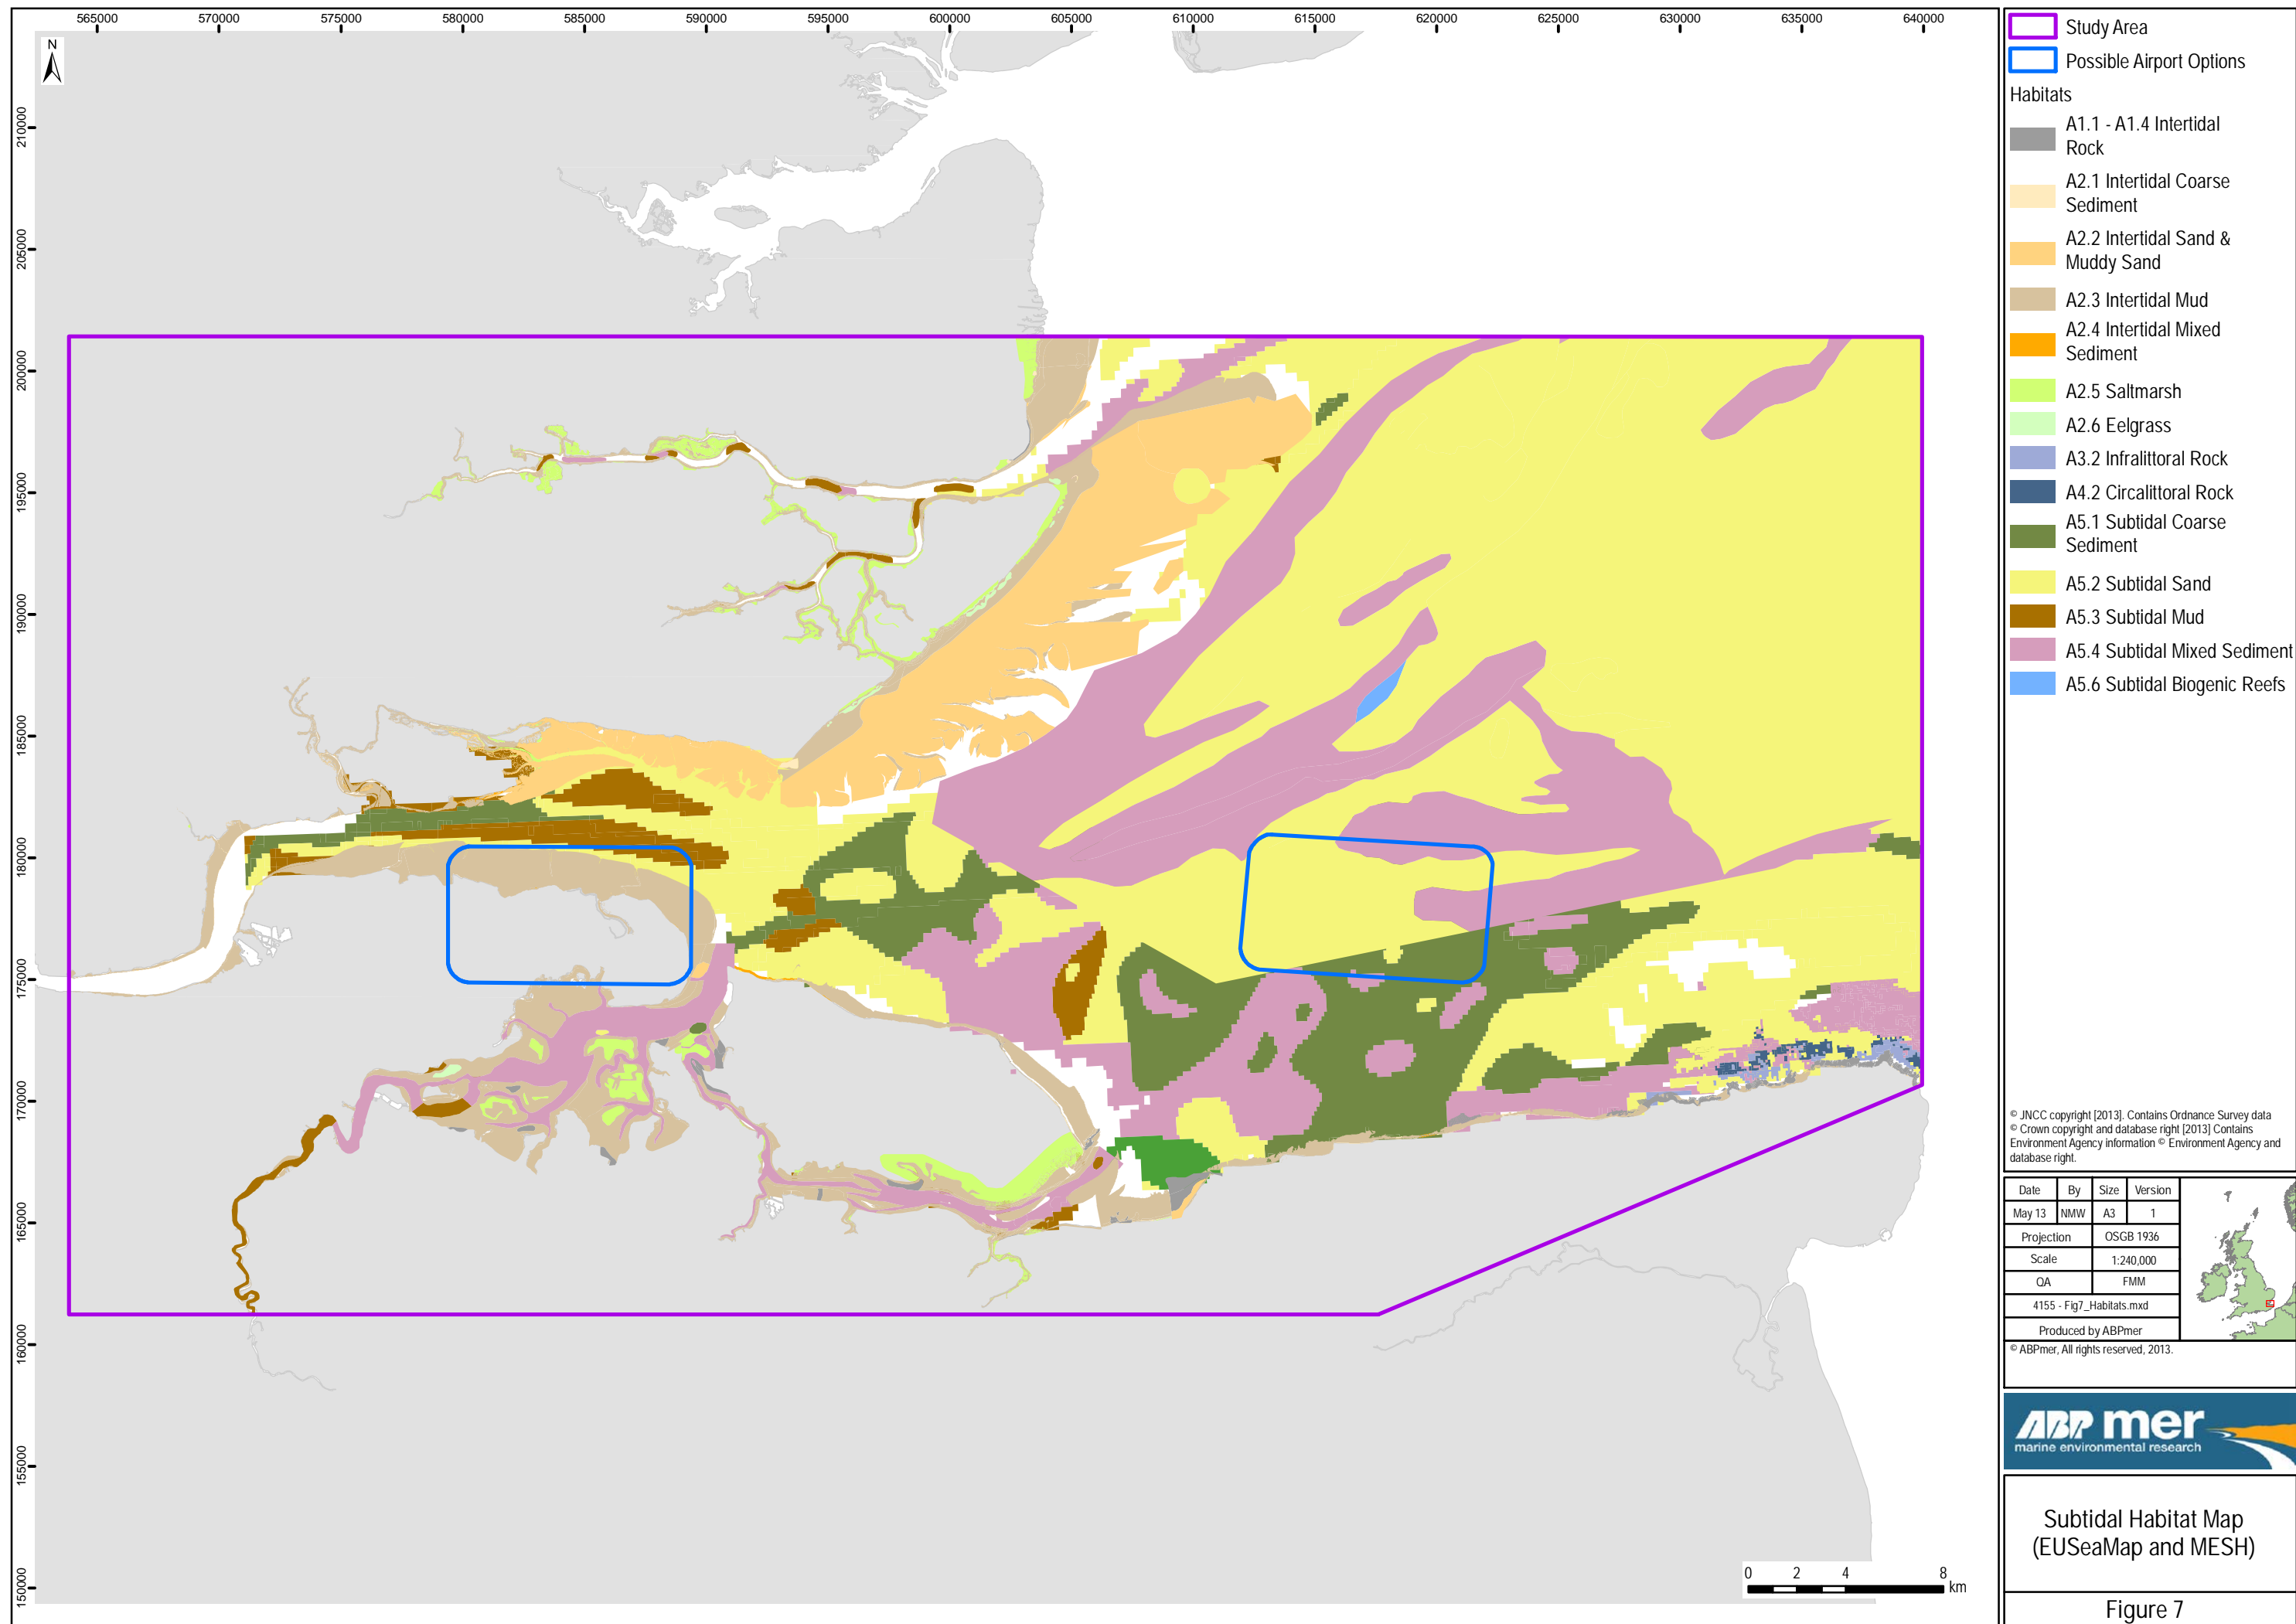 565000 570000 575000 580000 585000 590000 595000 600000 605000 610000 615000 620000 625000 630000 635000 640000
N
210000
205000
200000
195000
190000
185000
180000
175000
170000
165000
160000
155000
150000
0 2 4 8
km
Study Area
Possible Airport Options
Habitats
A1.1 - A1.4 Intertidal
Rock
A2.1 Intertidal Coarse
Sediment
A2.2 Intertidal Sand &
Muddy Sand
A2.3 Intertidal Mud
A2.4 Intertidal Mixed
Sediment
A2.5 Saltmarsh
A2.6 Eelgrass
A3.2 Infralittoral Rock
A4.2 Circalittoral Rock
A5.1 Subtidal Coarse
Sediment
A5.2 Subtidal Sand
A5.3 Subtidal Mud
A5.4 Subtidal Mixed Sediment
A5.6 Subtidal Biogenic Reefs
© JNCC copyright [2013]. Contains Ordnance Survey data
© Crown copyright and database right [2013] Contains
Environment Agency information © Environment Agency and
database right.
Date By Size Version
May 13 NMW A3 1
Projection OSGB 1936
Scale 1:240,000
QA FMM
4155 - Fig7_Habitats.mxd
Produced by ABPmer
© ABPmer, All rights reserved, 2013.
ABP mer
marine environmental research
Subtidal Habitat Map
(EUSeaMap and MESH)
Figure 7